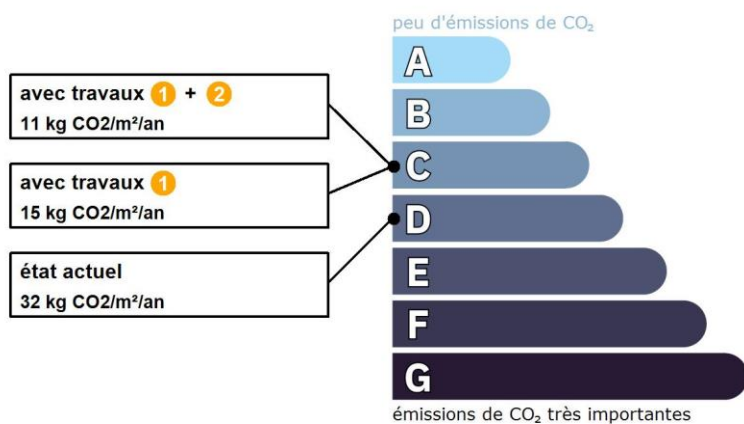 peu d'émissions de CO₂
A
B
C
D
E
F
G
émissions de CO₂ très importantes
avec travaux 1 + 2
11 kg CO2/m²/an
avec travaux 1
15 kg CO2/m²/an
état actuel
32 kg CO2/m²/an